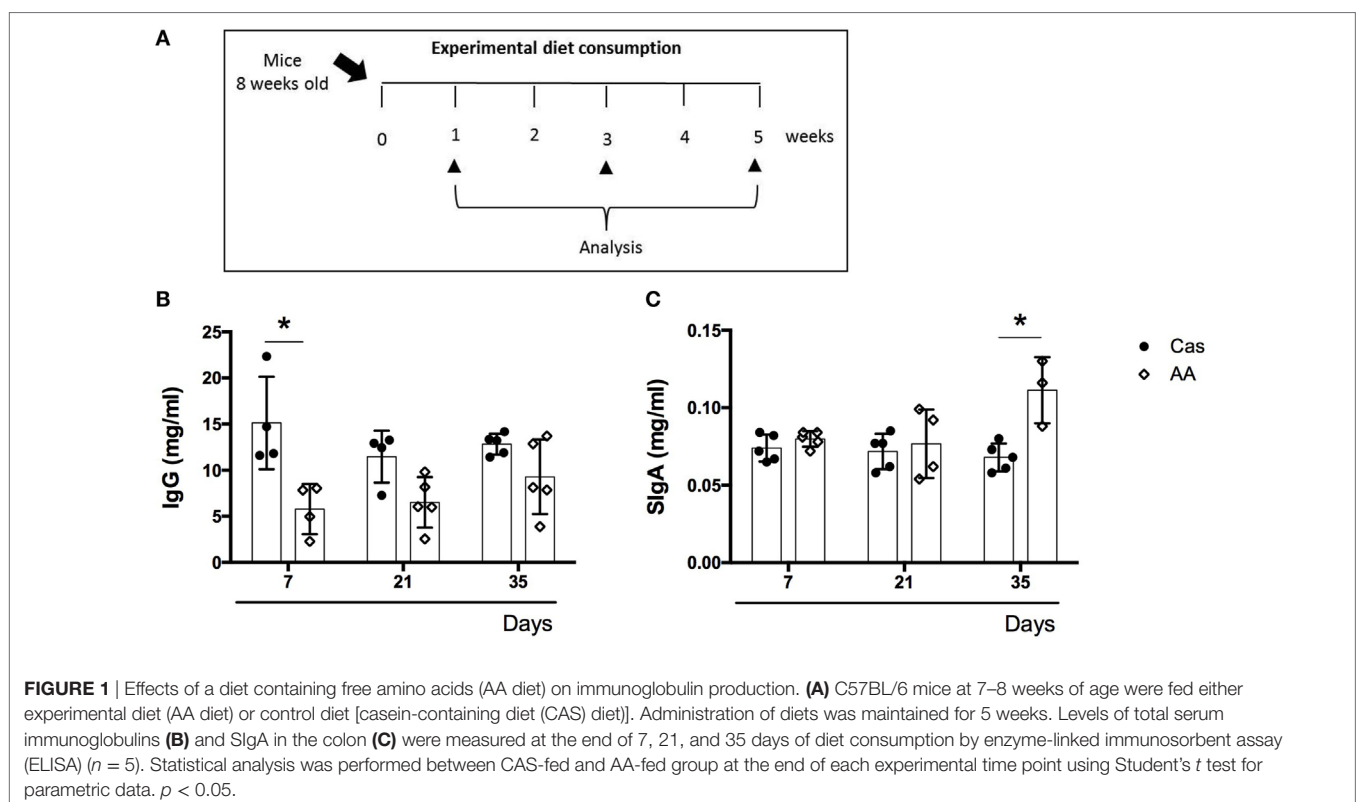 A
Experimental diet consumption
Mice
8 weeks old
0 1 2 3 4 5 weeks
Analysis
B
*
25
20
15
10
5
0
IgG (mg/ml)
7 21 35
Days
C
*
0.15
0.10
0.05
0.00
SIgA (mg/ml)
7 21 35
Days
Cas
AA
FIGURE 1 | Effects of a diet containing free amino acids (AA diet) on immunoglobulin production. (A) C57BL/6 mice at 7–8 weeks of age were fed either
experimental diet (AA diet) or control diet [casein-containing diet (CAS) diet)]. Administration of diets was maintained for 5 weeks. Levels of total serum
immunoglobulins (B) and SIgA in the colon (C) were measured at the end of 7, 21, and 35 days of diet consumption by enzyme-linked immunosorbent assay
(ELISA) (n = 5). Statistical analysis was performed between CAS-fed and AA-fed group at the end of each experimental time point using Student's t test for
parametric data. p < 0.05.